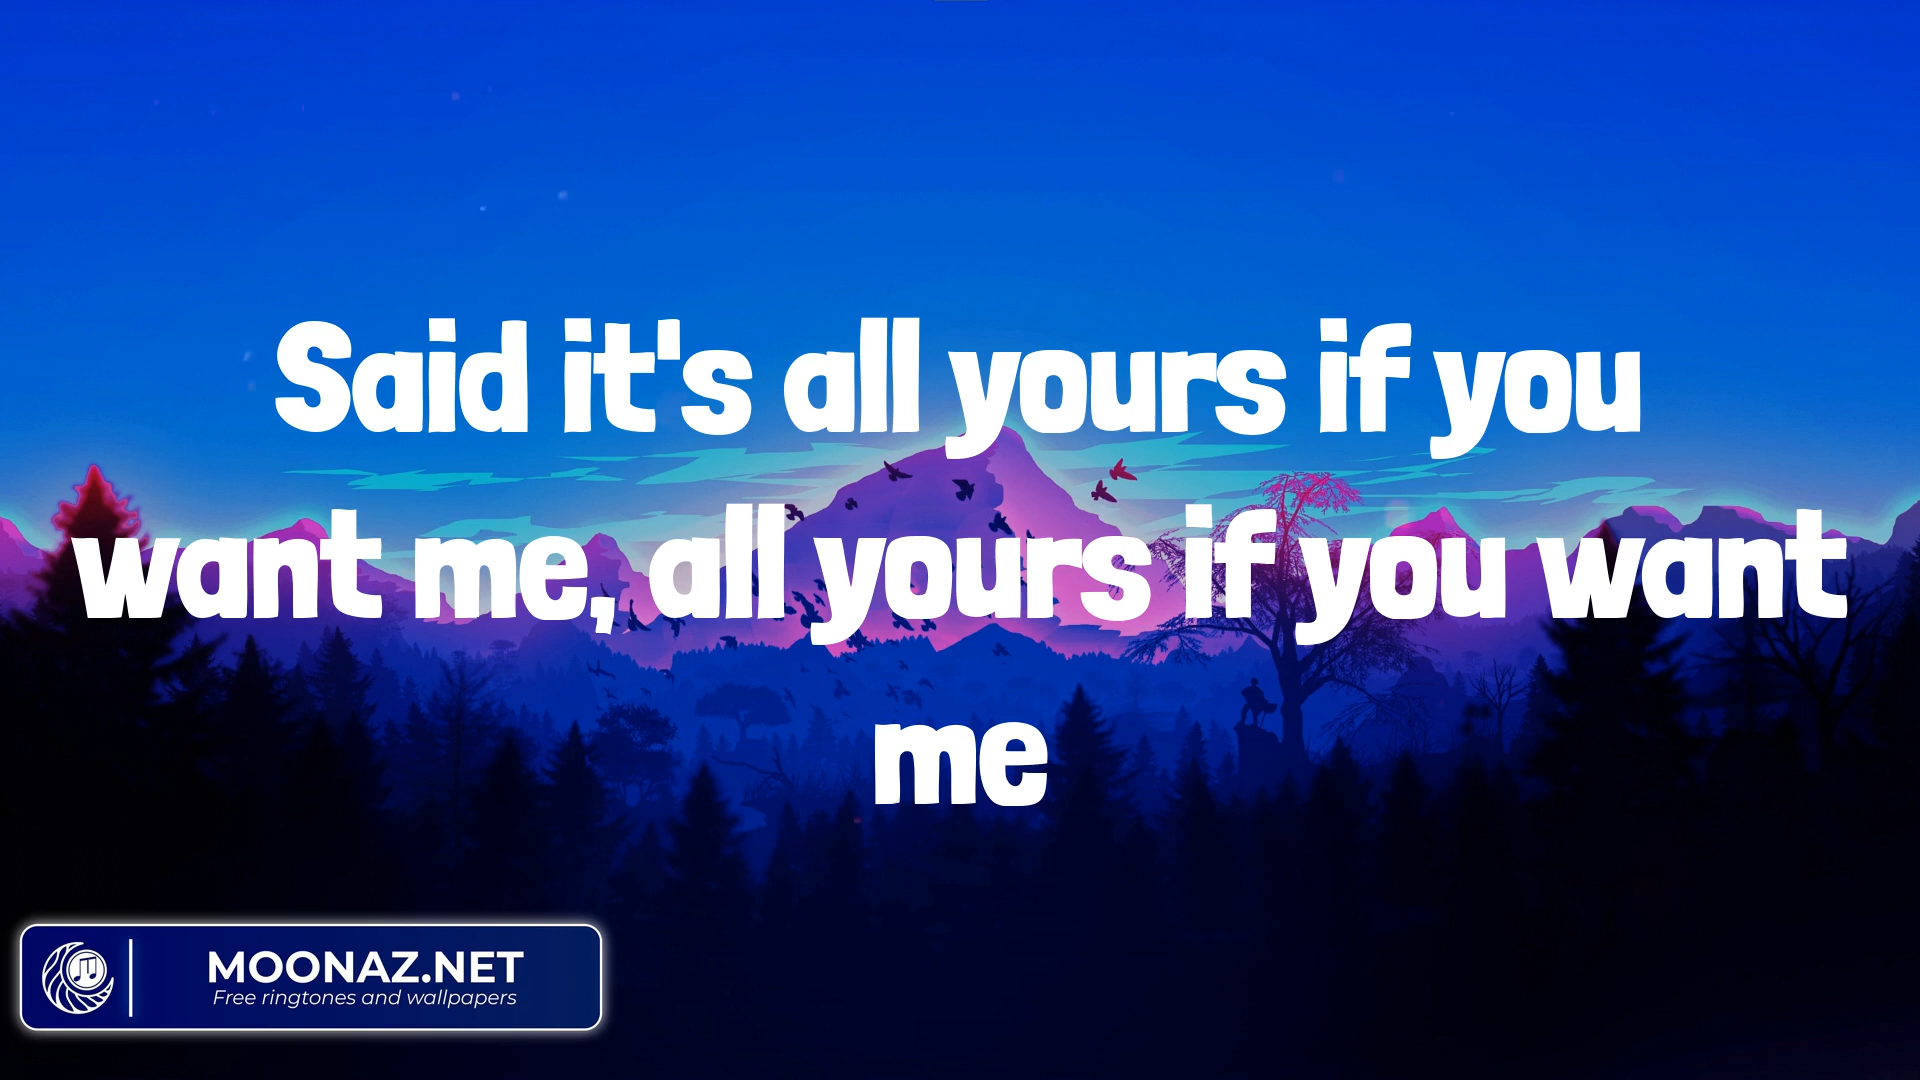 Said it's all yours if you
want me, all yours if you want
me
MOONAZ.NET
Free ringtones and wallpapers